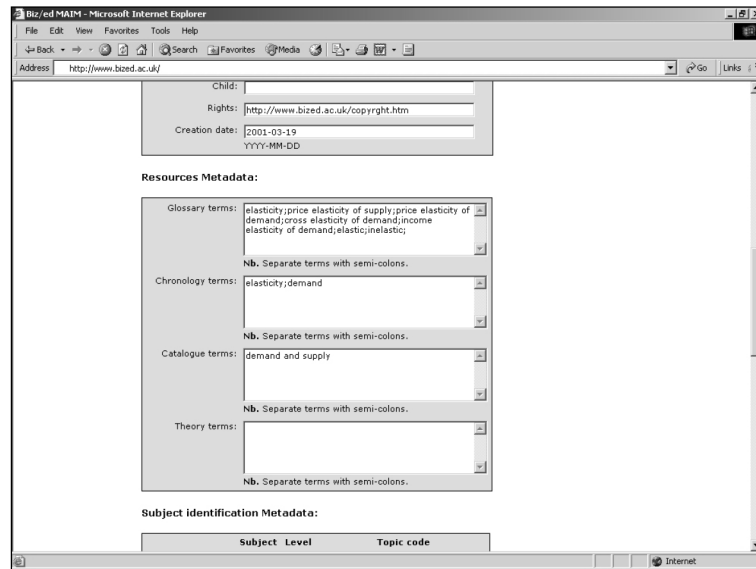 Biz/ed MAIM - Microsoft Internet Explorer
File Edit View Favorites Tools Help
Back Search Favorites Media
Address http://www.bized.ac.uk/ Go Links
Child:
Rights: http://www.bized.ac.uk/copyrght.htm
Creation date: 2001-03-19
YYYY-MM-DD
Resources Metadata:
Glossary terms: elasticity;price elasticity of supply;price elasticity of
demand;cross elasticity of demand;income
elasticity of demand;elastic;inelastic;
Nb. Separate terms with semi-colons.
Chronology terms: elasticity;demand
Nb. Separate terms with semi-colons.
Catalogue terms: demand and supply
Nb. Separate terms with semi-colons.
Theory terms:
Nb. Separate terms with semi-colons.
Subject identification Metadata:
Subject Level Topic code
Internet